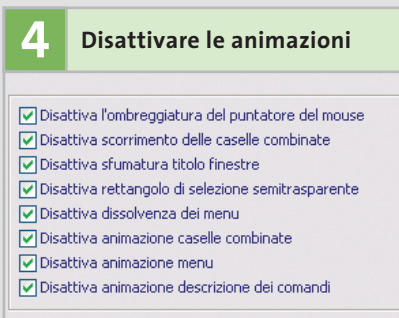 4 Disattivare le animazioni
Disattiva l'ombreggiatura del puntatore del mouse
Disattiva scorrimento delle caselle combinate
Disattiva sfumatura titolo finestre
Disattiva rettangolo di selezione semitrasparente
Disattiva dissolvenza dei menu
Disattiva animazione caselle combinate
Disattiva animazione menu
Disattiva animazione descrizione dei comandi